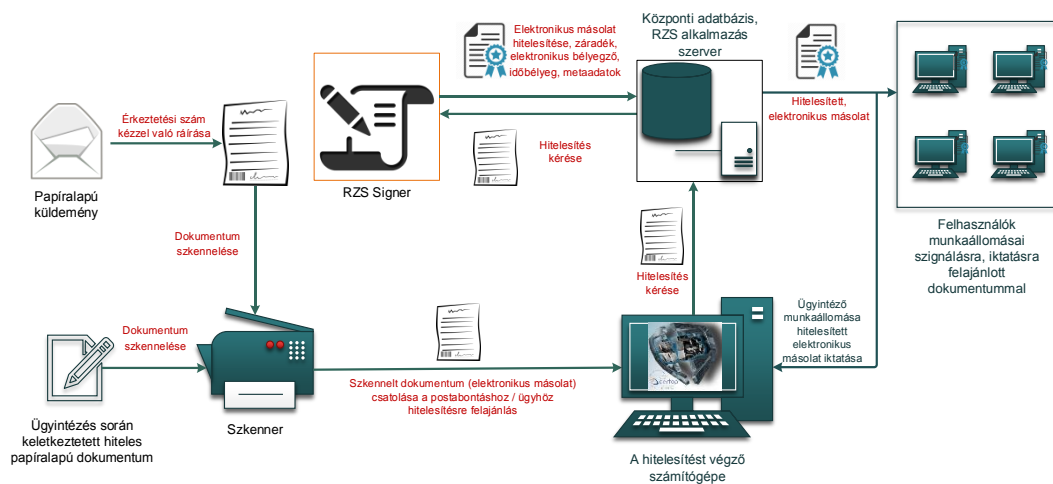 Elektronikus másolat
hitelesítése, záradék,
elektronikus bélyegző,
időbélyeg, metaadatok
Központi adatbázis,
RZS alkalmazás
szerver
Érkeztetési szám
kézzel való ráírása
Hitelesített,
elektronikus másolat
Hitelesítés
kérése
Papíralapú
küldemény
RZS Signer
Felhasználók
munkaállomásai
szignálásra, iktatásra
felajánlott
dokumentummal
Dokumentum
szkennelése
Hitelesítés
kérése
Ügyintéző
munkaállomása
hitelesített
elektronikus
másolat iktatása
Dokumentum
szkennelése
Szkennelt dokumentum (elektronikus másolat)
csatolása a postabontáshoz / ügyhöz
hitelesítésre felajánlás
Szkenner
Ügyintézés során
keletkeztetett hiteles
papíralapú dokumentum
A hitelesítést végző
számítógépe